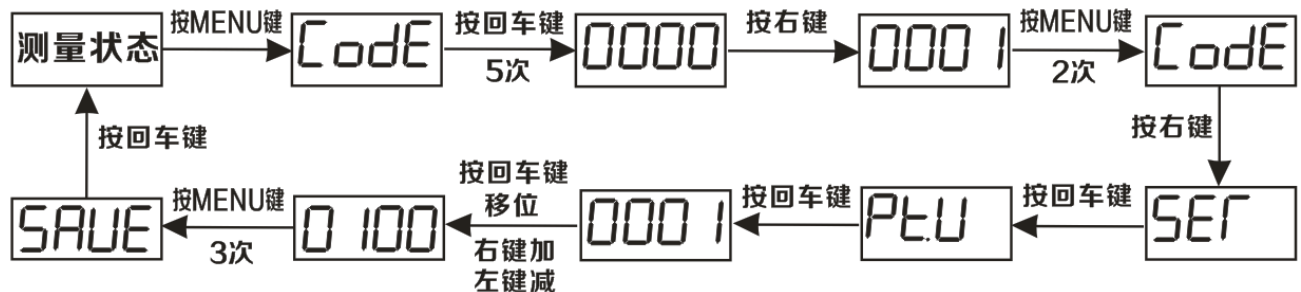 测量状态
按MENU键
CodE
按回车键
5次
0000
按右键
0001
按MENU键
2次
CodE
按右键
SET
按回车键
Pt.U
按回车键
0001
按回车键
移位
右键加
左键减
0100
按MENU键
3次
SAUE
按回车键